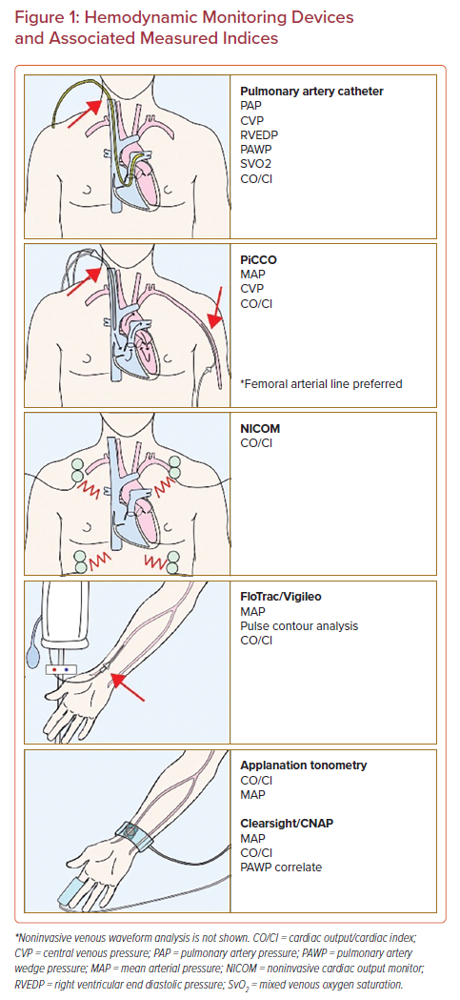 Figure 1: Hemodynamic Monitoring Devices
and Associated Measured Indices
Pulmonary artery catheter
PAP
CVP
RVEDP
PAWP
SVO2
CO/CI
PiCCO
MAP
CVP
CO/CI
*Femoral arterial line preferred
NICOM
CO/CI
FloTrac/Vigileo
MAP
Pulse contour analysis
CO/CI
Applanation tonometry
CO/CI
MAP
Clearsight/CNAP
MAP
CO/CI
PAWP correlate
*Noninvasive venous waveform analysis is not shown. CO/CI = cardiac output/cardiac index;
CVP = central venous pressure; PAP = pulmonary artery pressure; PAWP = pulmonary artery
wedge pressure; MAP = mean arterial pressure; NICOM = noninvasive cardiac output monitor;
RVEDP = right ventricular end diastolic pressure; SvO₂ = mixed venous oxygen saturation.